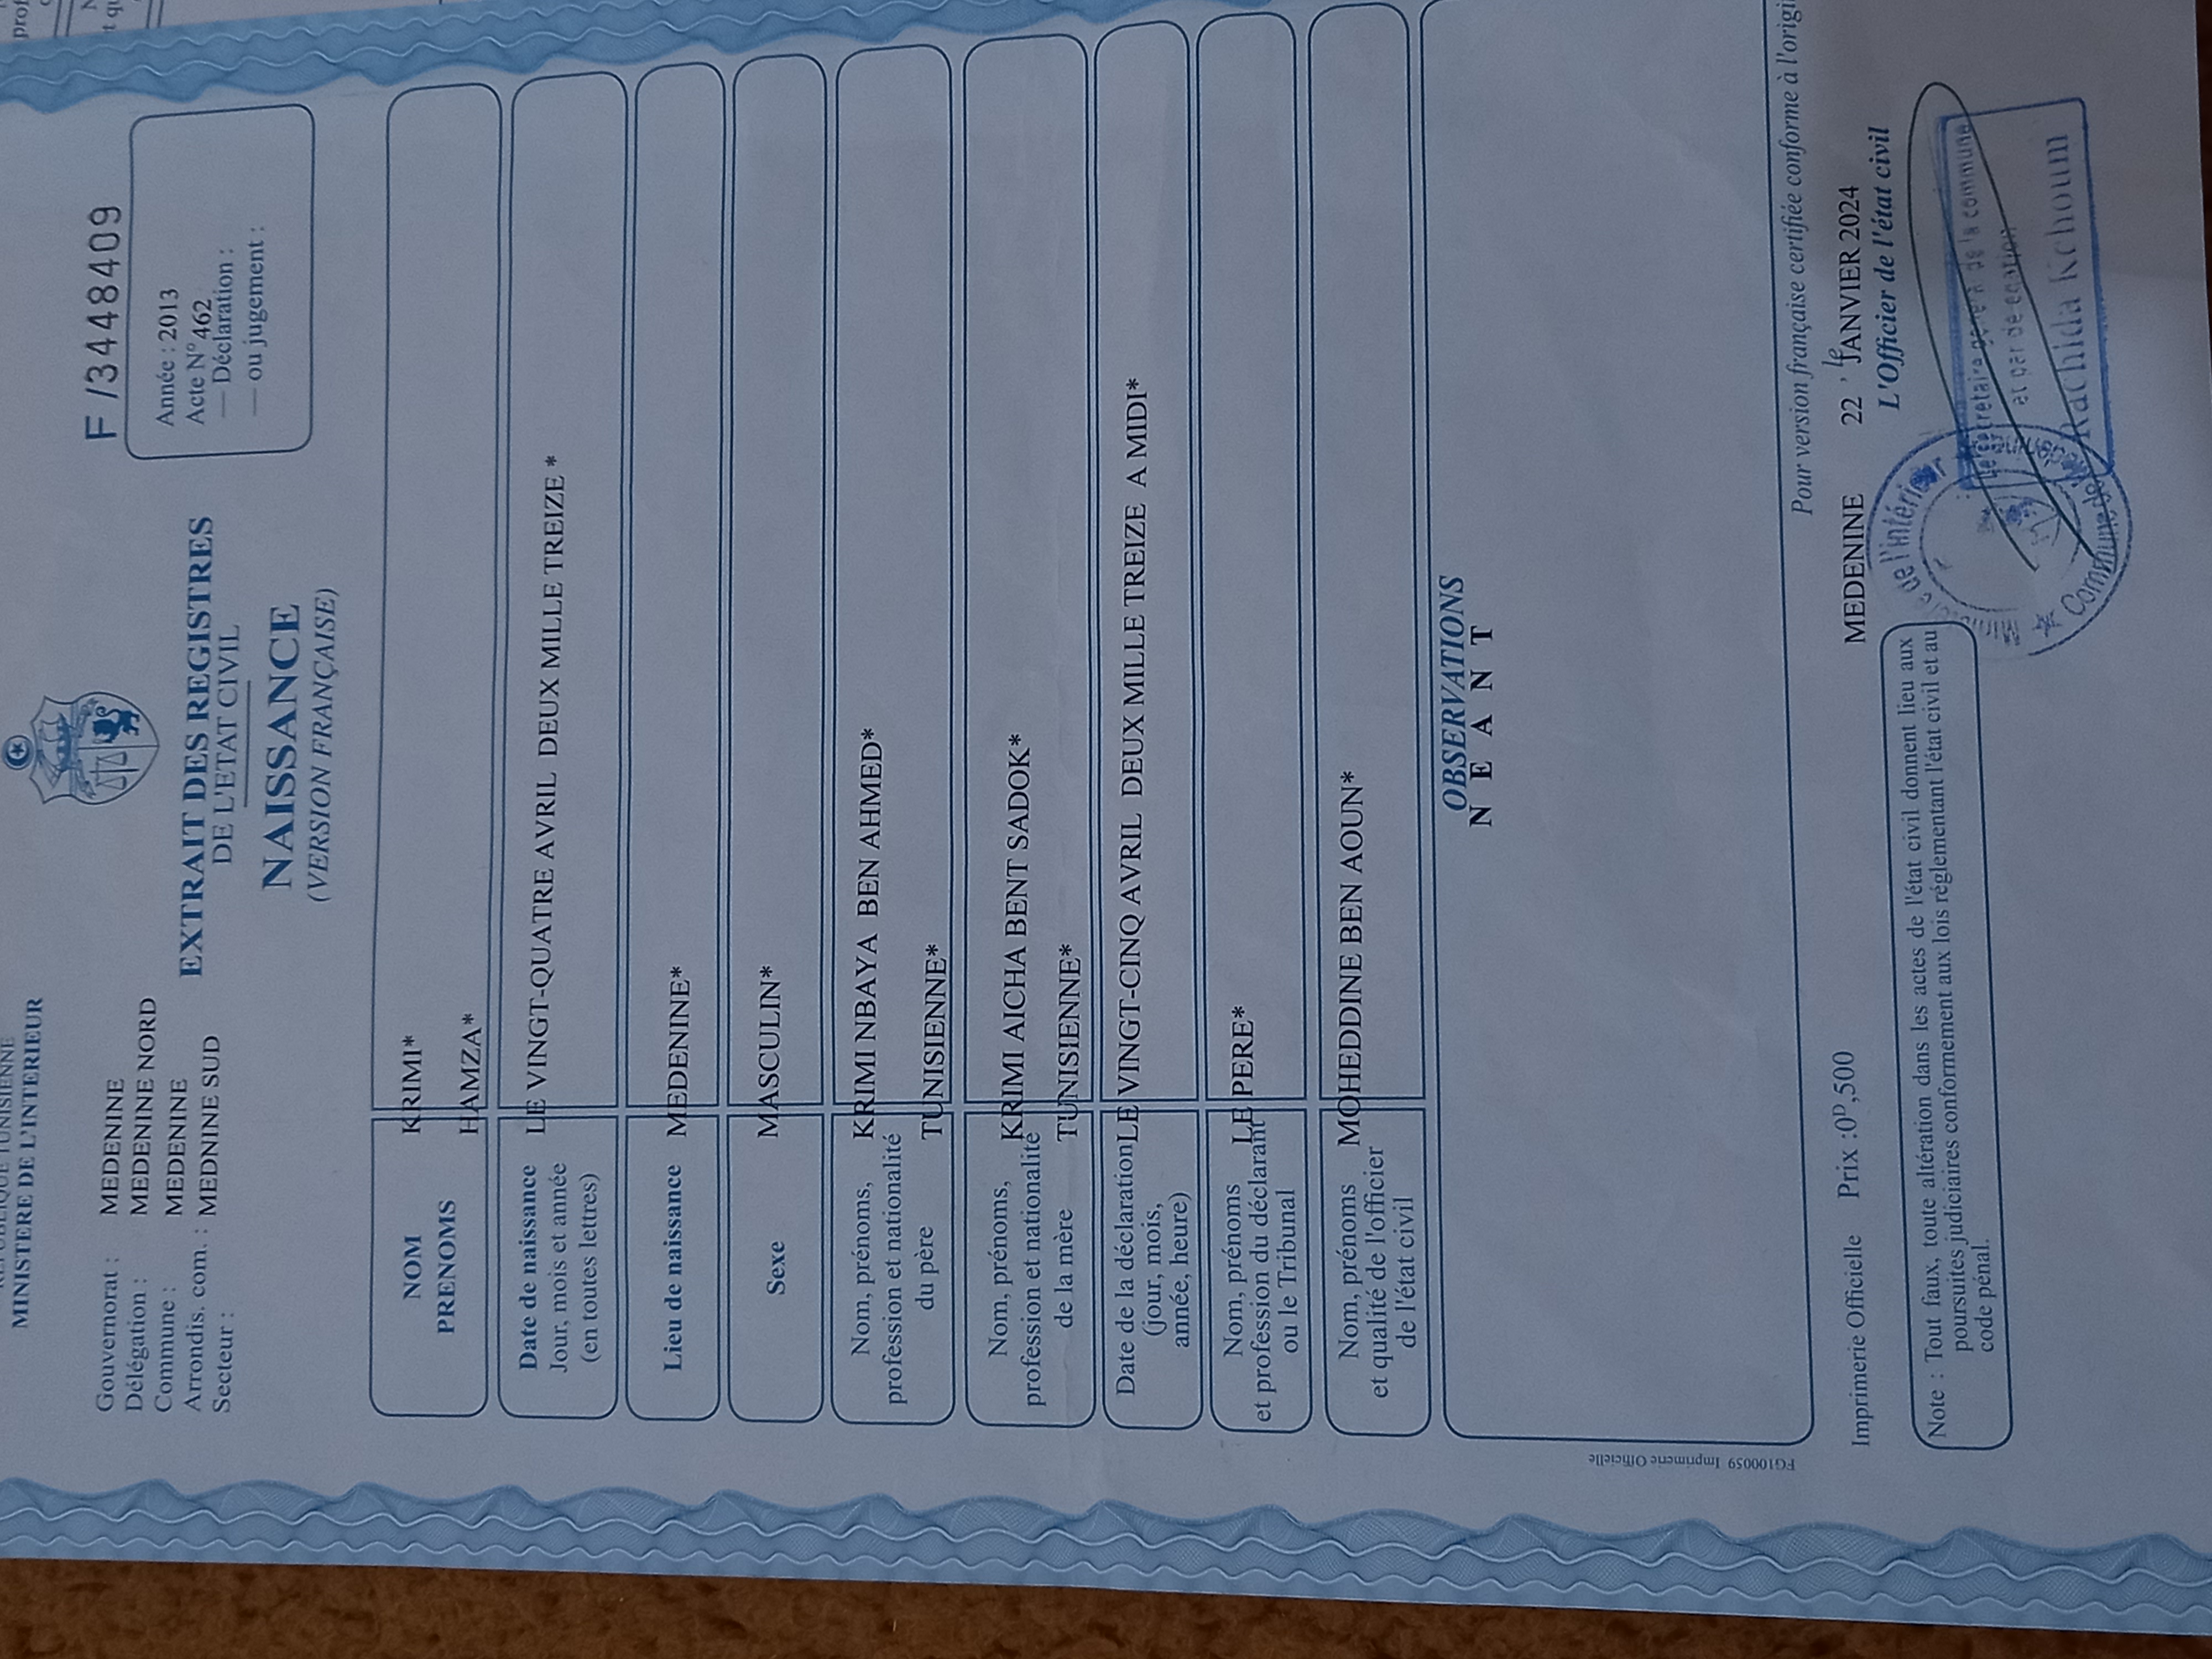 MINISTERE DE L'INTERIEUR
Gouvernorat : MEDENINE
Délégation : MEDENINE NORD
Commune : MEDENINE
Arrondis. com. : MEDNINE SUD
Secteur :
EXTRAIT DES REGISTRES
DE L'ETAT CIVIL
NAISSANCE
(VERSION FRANÇAISE)
F /3448409
Année : 2013
Acte N° 462
— Déclaration :
— ou jugement :
NOM KRIMI*
PRENOMS HAMZA*
Date de naissance LE VINGT-QUATRE AVRIL DEUX MILLE TREIZE *
Jour, mois et année
(en toutes lettres)
Lieu de naissance MEDENINE*
Sexe MASCULIN*
Nom, prénoms, KRIMI NBAYA BEN AHMED*
profession et nationalité
du père TUNISIENNE*
Nom, prénoms, KRIMI AICHA BENT SADOK*
profession et nationalité
de la mère TUNISIENNE*
Date de la déclaration LE VINGT-CINQ AVRIL DEUX MILLE TREIZE A MIDI*
(jour, mois,
année, heure)
Nom, prénoms LE PERE*
et profession du déclarant
ou le Tribunal
Nom, prénoms MOHEDDINE BEN AOUN*
et qualité de l'officier
de l'état civil
OBSERVATIONS
N E A N T
FG100059 Imprimerie Officielle
Pour version française certifiée conforme à
Imprimerie Officielle Prix :0ᴰ,500
MEDENINE 22 , le JANVIER 2024
L'Officier de l'état civil
Note : Tout faux, toute altération dans les actes de l'état civil donnent lieu aux
poursuites judiciaires conformement aux lois réglementant l'état civil et au
code pénal.
de l'intérieur
Commune de
de la commune
Rachida Kchoum